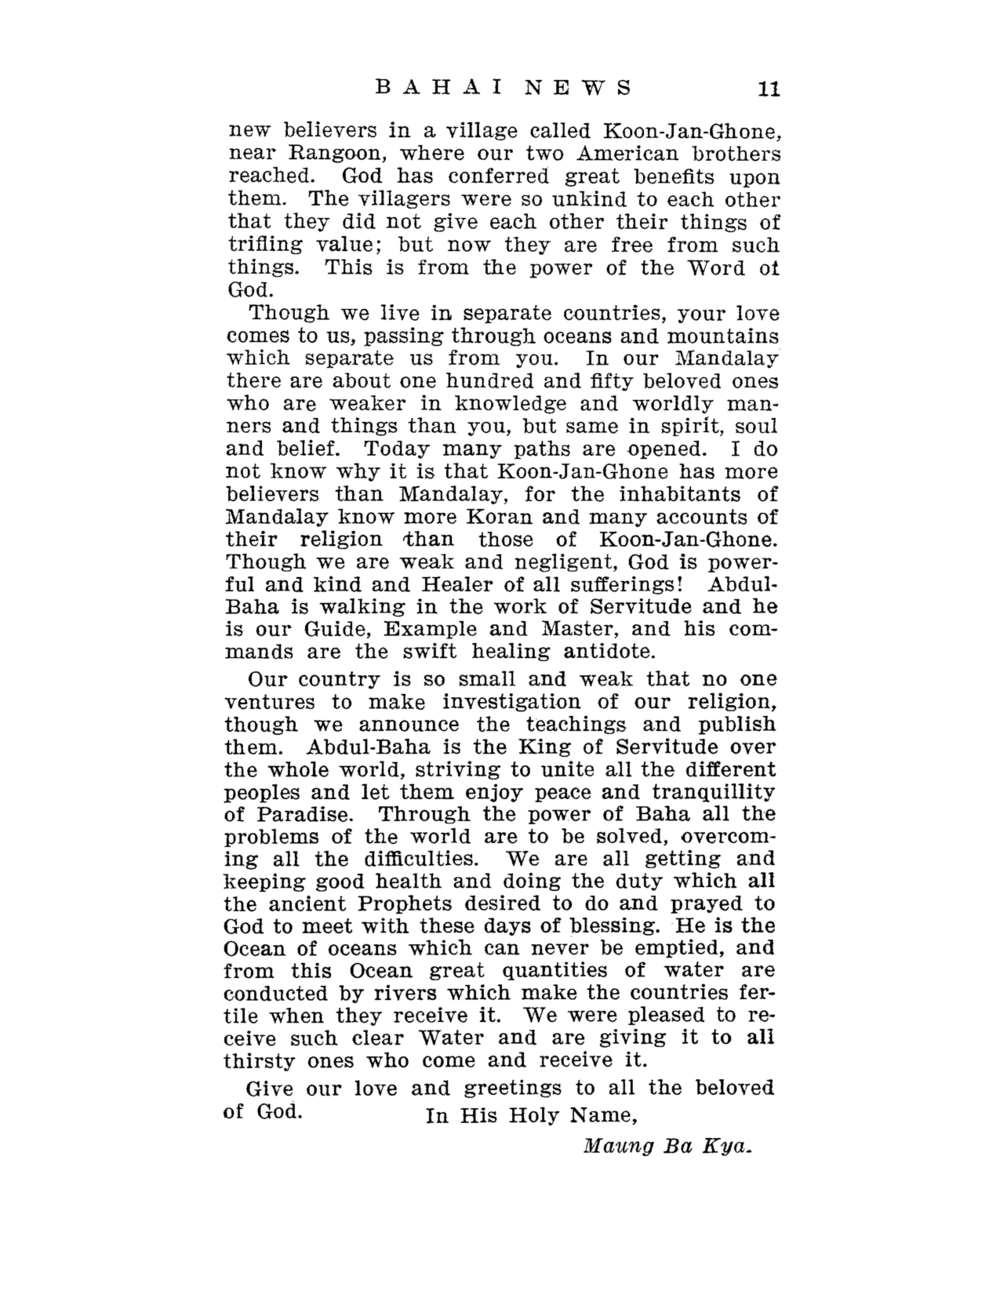 BAHAI NEWS 11
new believers in a village called Koon-Jan-Ghone,
near Rangoon, where our two American brothers
reached. God has conferred great benefits upon
them. The villagers were so unkind to each other
that they did not give each other their things of
trifling value; but now they are free from such
things. This is from the power of the Word of
God.
Though we live in separate countries, your love
comes to us, passing through oceans and mountains
which separate us from you. In our Mandalay
there are about one hundred and fifty beloved ones
who are weaker in knowledge and worldly man-
ners and things than you, but same in spirit, soul
and belief. Today many paths are opened. I do
not know why it is that Koon-Jan-Ghone has more
believers than Mandalay, for the inhabitants of
Mandalay know more Koran and many accounts of
their religion than those of Koon-Jan-Ghone.
Though we are weak and negligent, God is power-
ful and kind and Healer of all sufferings! Abdul-
Baha is walking in the work of Servitude and he
is our Guide, Example and Master, and his com-
mands are the swift healing antidote.
Our country is so small and weak that no one
ventures to make investigation of our religion,
though we announce the teachings and publish
them. Abdul-Baha is the King of Servitude over
the whole world, striving to unite all the different
peoples and let them enjoy peace and tranquillity
of Paradise. Through the power of Baha all the
problems of the world are to be solved, overcom-
ing all the difficulties. We are all getting and
keeping good health and doing the duty which all
the ancient Prophets desired to do and prayed to
God to meet with these days of blessing. He is the
Ocean of oceans which can never be emptied, and
from this Ocean great quantities of water are
conducted by rivers which make the countries fer-
tile when they receive it. We were pleased to re-
ceive such clear Water and are giving it to all
thirsty ones who come and receive it.
Give our love and greetings to all the beloved
of God. In His Holy Name,
Maung Ba Kya.